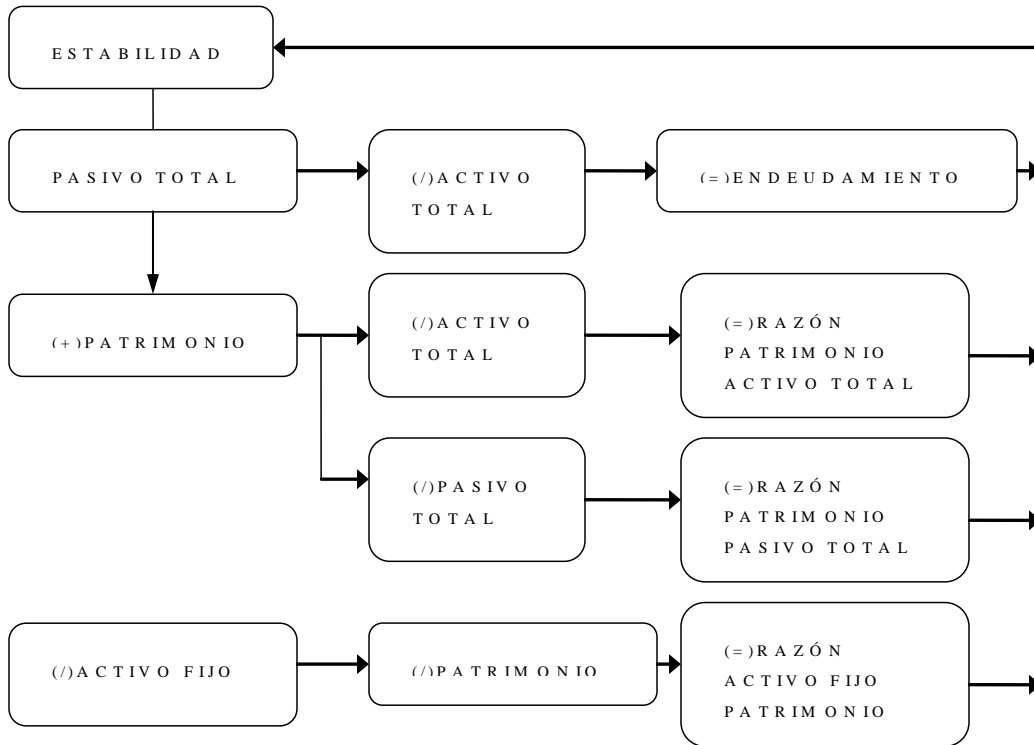 ESTABILIDAD
PASIVO TOTAL
(/)ACTIVO
TOTAL
(=)ENDEUDAMIENTO
(+)PATRIMONIO
(/)ACTIVO
TOTAL
(=)RAZÓN
PATRIMONIO
ACTIVO TOTAL
(/)PASIVO
TOTAL
(=)RAZÓN
PATRIMONIO
PASIVO TOTAL
(/)ACTIVO FIJO
(/)PATRIMONIO
(=)RAZÓN
ACTIVO FIJO
PATRIMONIO